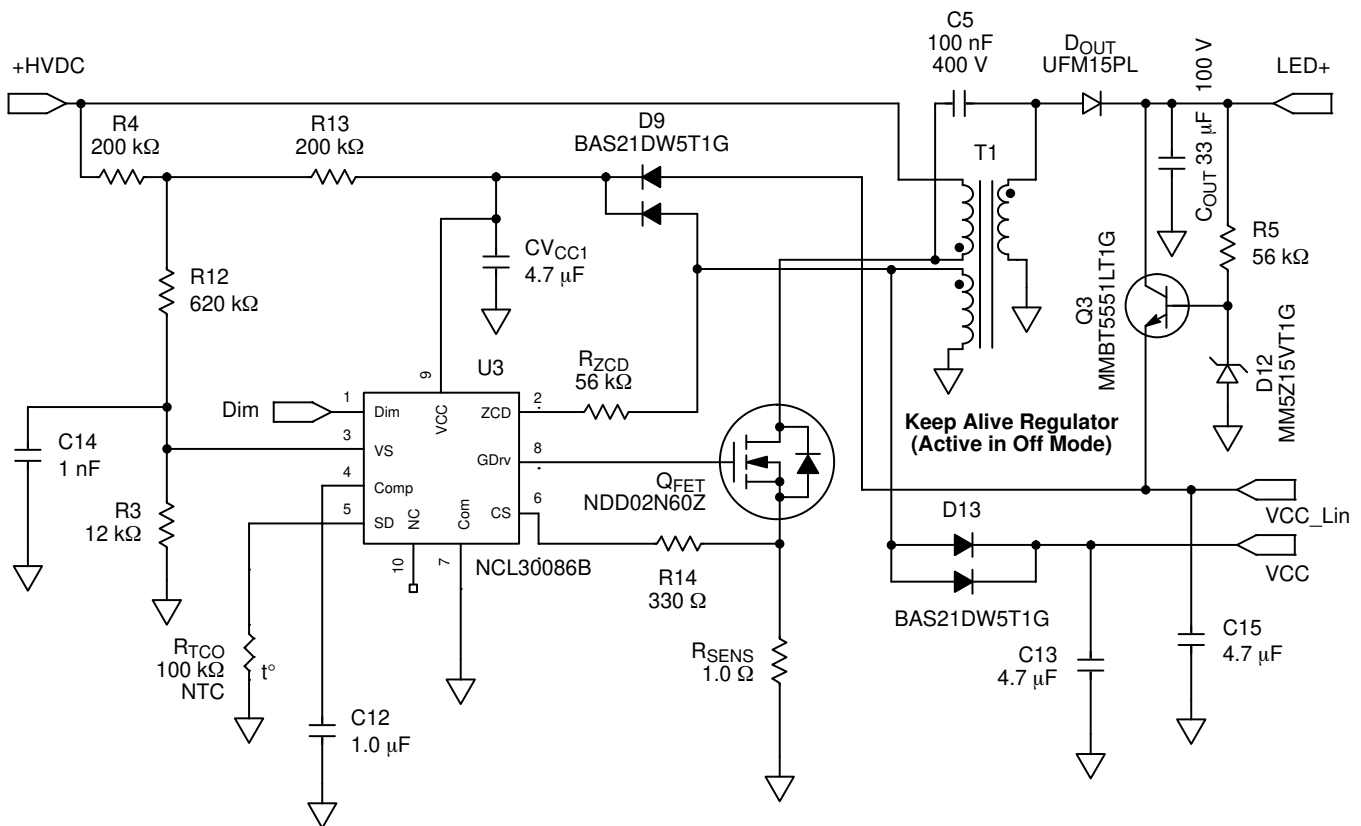 C5
100 nF
400 V
DOUT
UFM15PL
+HVDC
LED+
COUT 33 µF 100 V
R4
200 kΩ
R13
200 kΩ
D9
BAS21DW5T1G
T1
R5
56 kΩ
R12
620 kΩ
CVCC1
4.7 µF
Q3
MMBT5551LT1G
D12
MM5Z15VT1G
U3
RZCD
56 kΩ
Dim
1
Dim
9
VCC
2
ZCD
3
VS
8
GDrv
4
Comp
6
CS
5
SD
NC
10
Com
7
NCL30086B
C14
1 nF
R3
12 kΩ
QFET
NDD02N60Z
Keep Alive Regulator
(Active in Off Mode)
R14
330 Ω
D13
BAS21DW5T1G
VCC_Lin
VCC
RTCO
100 kΩ
NTC
t°
RSENS
1.0 Ω
C13
4.7 µF
C15
4.7 µF
C12
1.0 µF